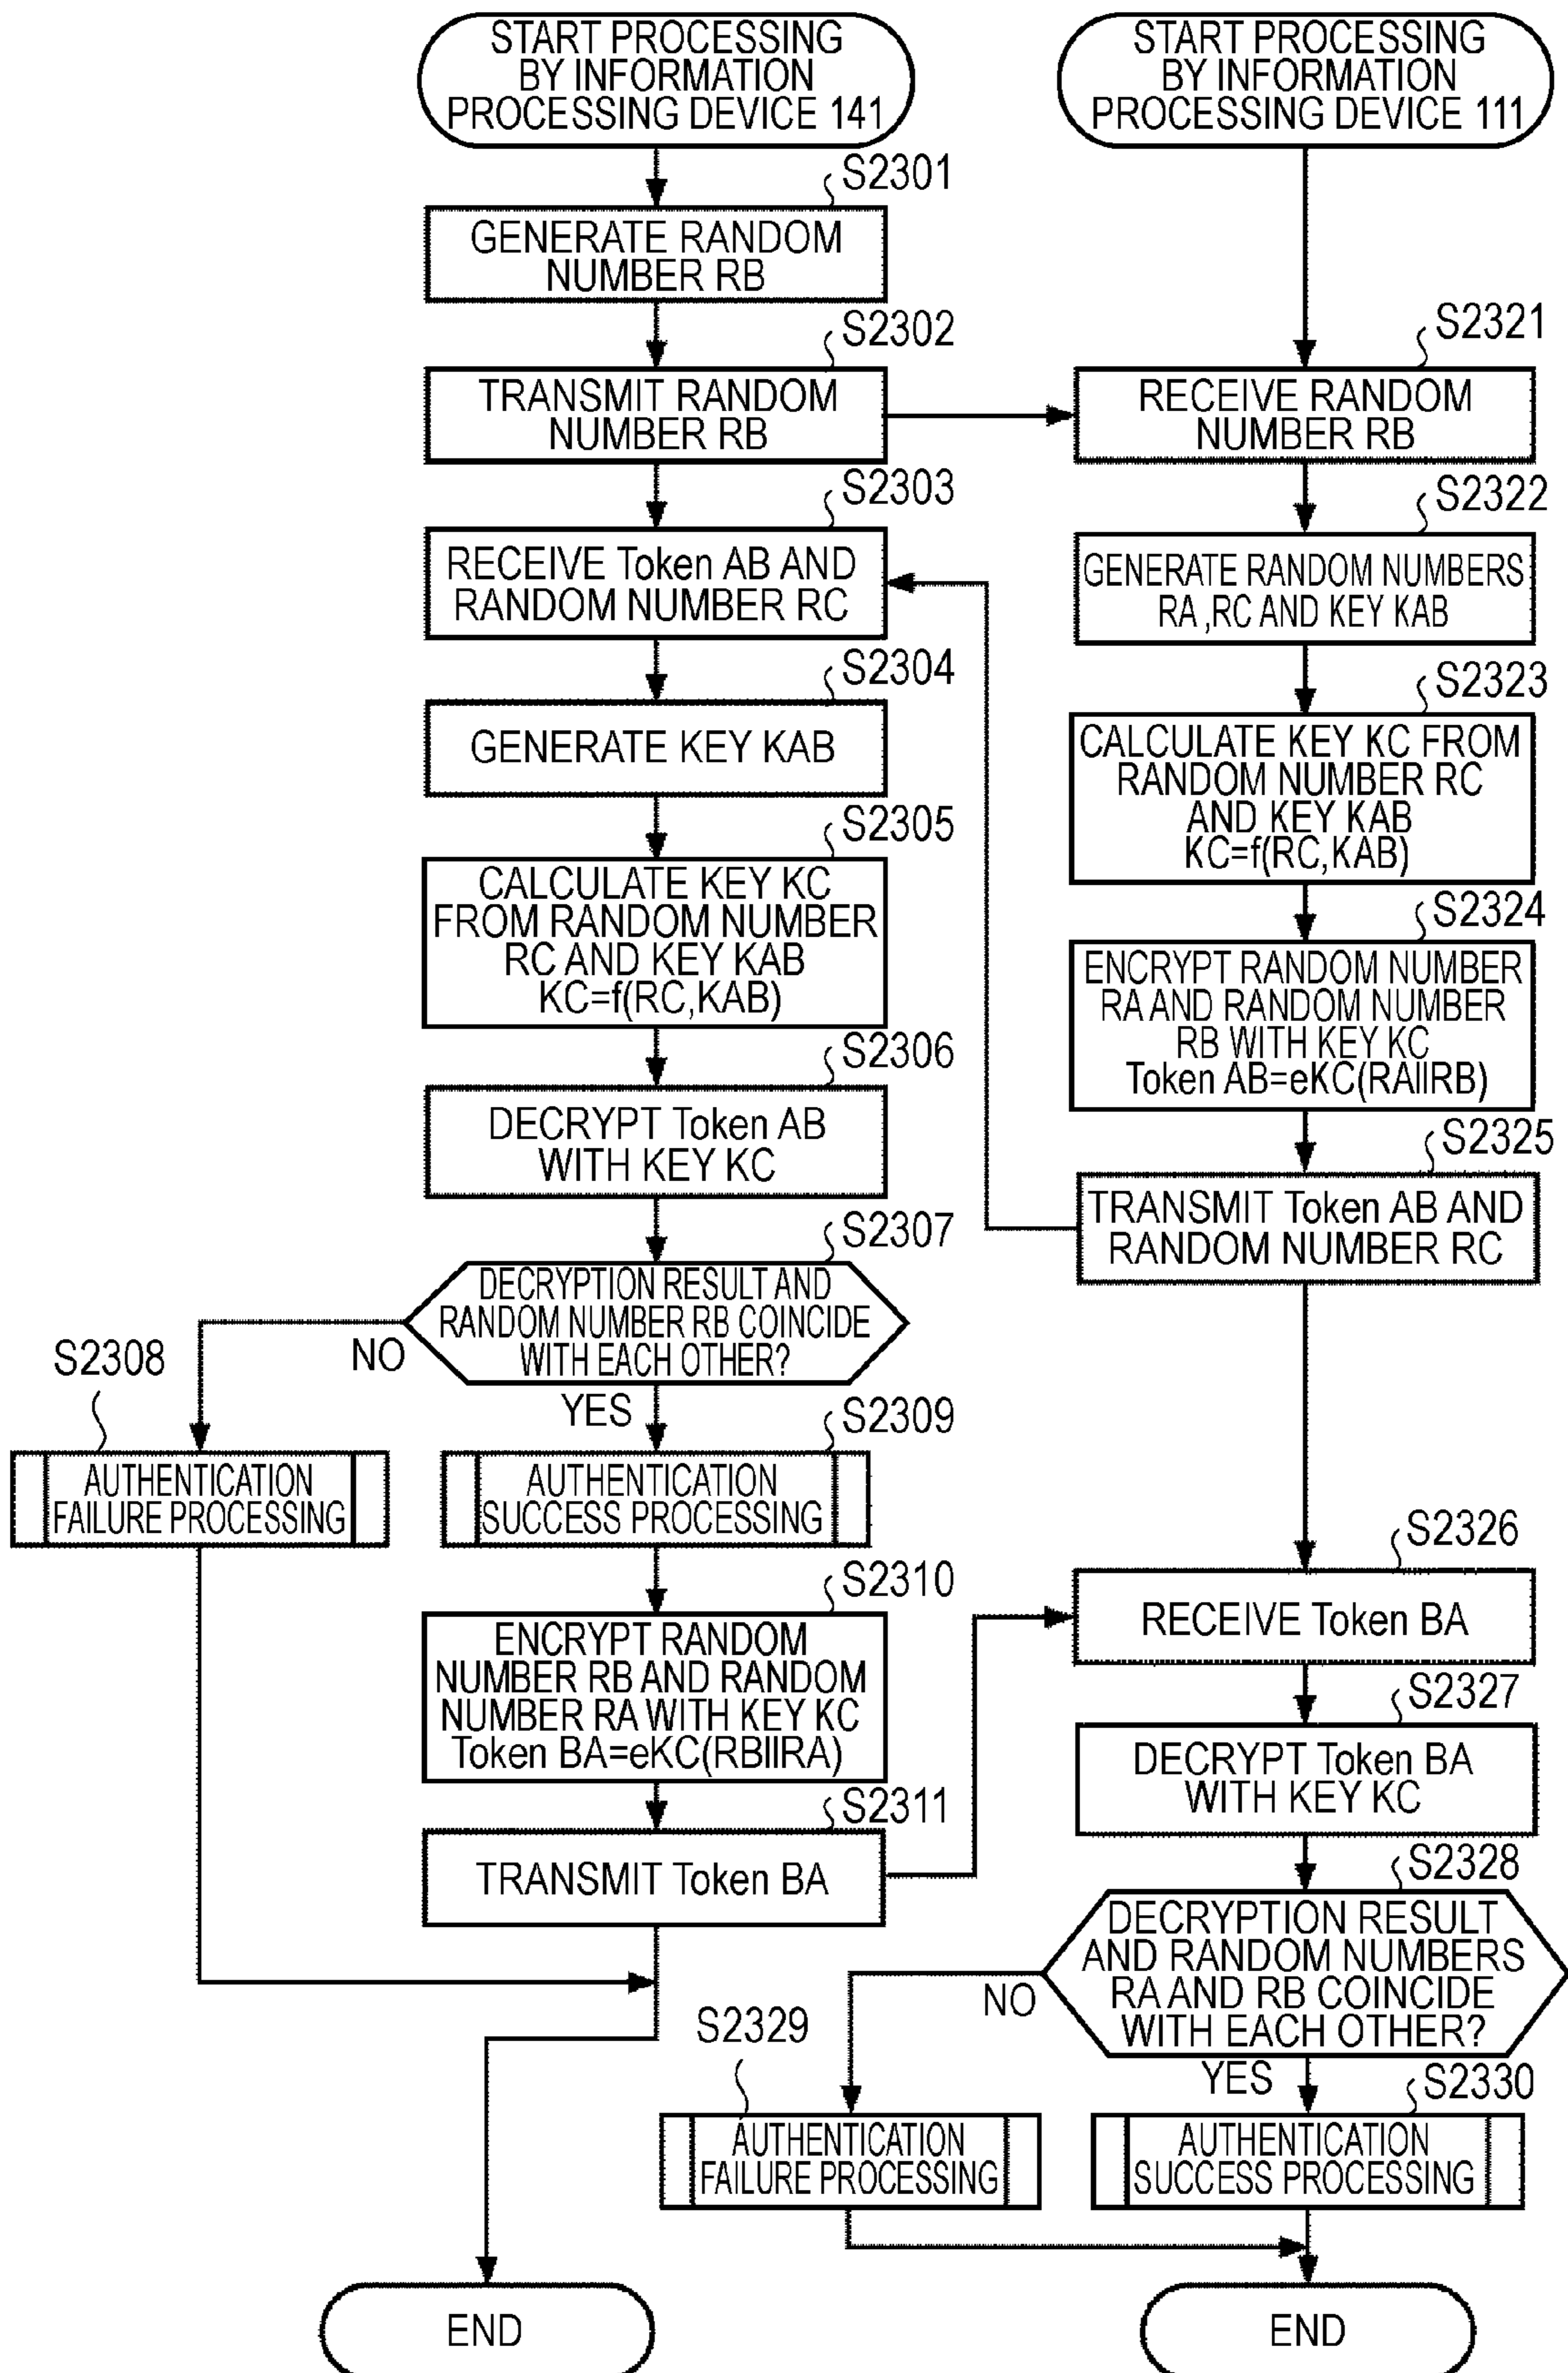 START PROCESSING
BY INFORMATION
PROCESSING DEVICE 141
START PROCESSING
BY INFORMATION
PROCESSING DEVICE 111
S2301
GENERATE RANDOM
NUMBER RB
S2302
TRANSMIT RANDOM
NUMBER RB
S2321
RECEIVE RANDOM
NUMBER RB
S2303
RECEIVE Token AB AND
RANDOM NUMBER RC
S2322
GENERATE RANDOM NUMBERS
RA ,RC AND KEY KAB
S2304
GENERATE KEY KAB
S2323
CALCULATE KEY KC FROM
RANDOM NUMBER RC
AND KEY KAB
KC=f(RC,KAB)
S2305
CALCULATE KEY KC
FROM RANDOM NUMBER
RC AND KEY KAB
KC=f(RC,KAB)
S2324
ENCRYPT RANDOM NUMBER
RA AND RANDOM NUMBER
RB WITH KEY KC
Token AB=eKC(RAIIRB)
S2306
DECRYPT Token AB
WITH KEY KC
S2325
TRANSMIT Token AB AND
RANDOM NUMBER RC
S2307
DECRYPTION RESULT AND
RANDOM NUMBER RB COINCIDE
WITH EACH OTHER?
NO
YES
S2308
AUTHENTICATION
FAILURE PROCESSING
S2309
AUTHENTICATION
SUCCESS PROCESSING
S2310
ENCRYPT RANDOM
NUMBER RB AND RANDOM
NUMBER RA WITH KEY KC
Token BA=eKC(RBIIRA)
S2326
RECEIVE Token BA
S2311
TRANSMIT Token BA
S2327
DECRYPT Token BA
WITH KEY KC
S2328
DECRYPTION RESULT
AND RANDOM NUMBERS
RA AND RB COINCIDE
WITH EACH OTHER?
NO
YES
S2329
AUTHENTICATION
FAILURE PROCESSING
S2330
AUTHENTICATION
SUCCESS PROCESSING
END
END